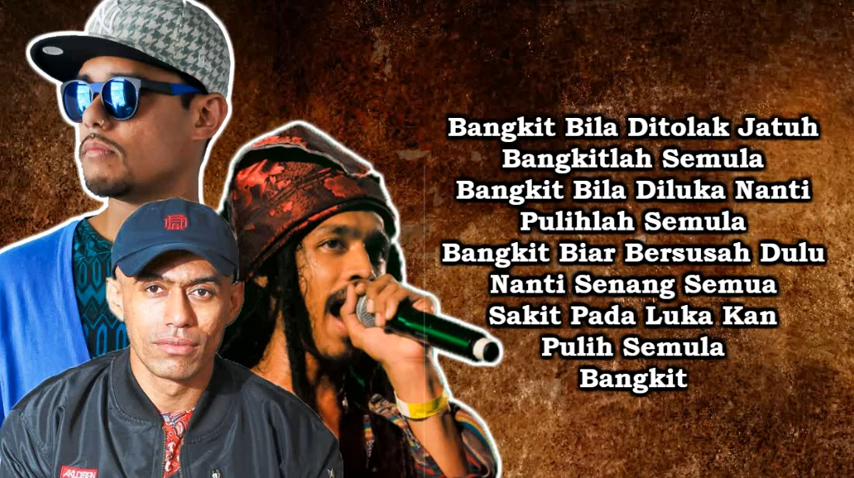 Bangkit Bila Ditolak Jatuh
Bangkitlah Semula
Bangkit Bila Diluka Nanti
Pulihlah Semula
Bangkit Biar Bersusah Dulu
Nanti Senang Semua
Sakit Pada Luka Kan
Pulih Semula
Bangkit